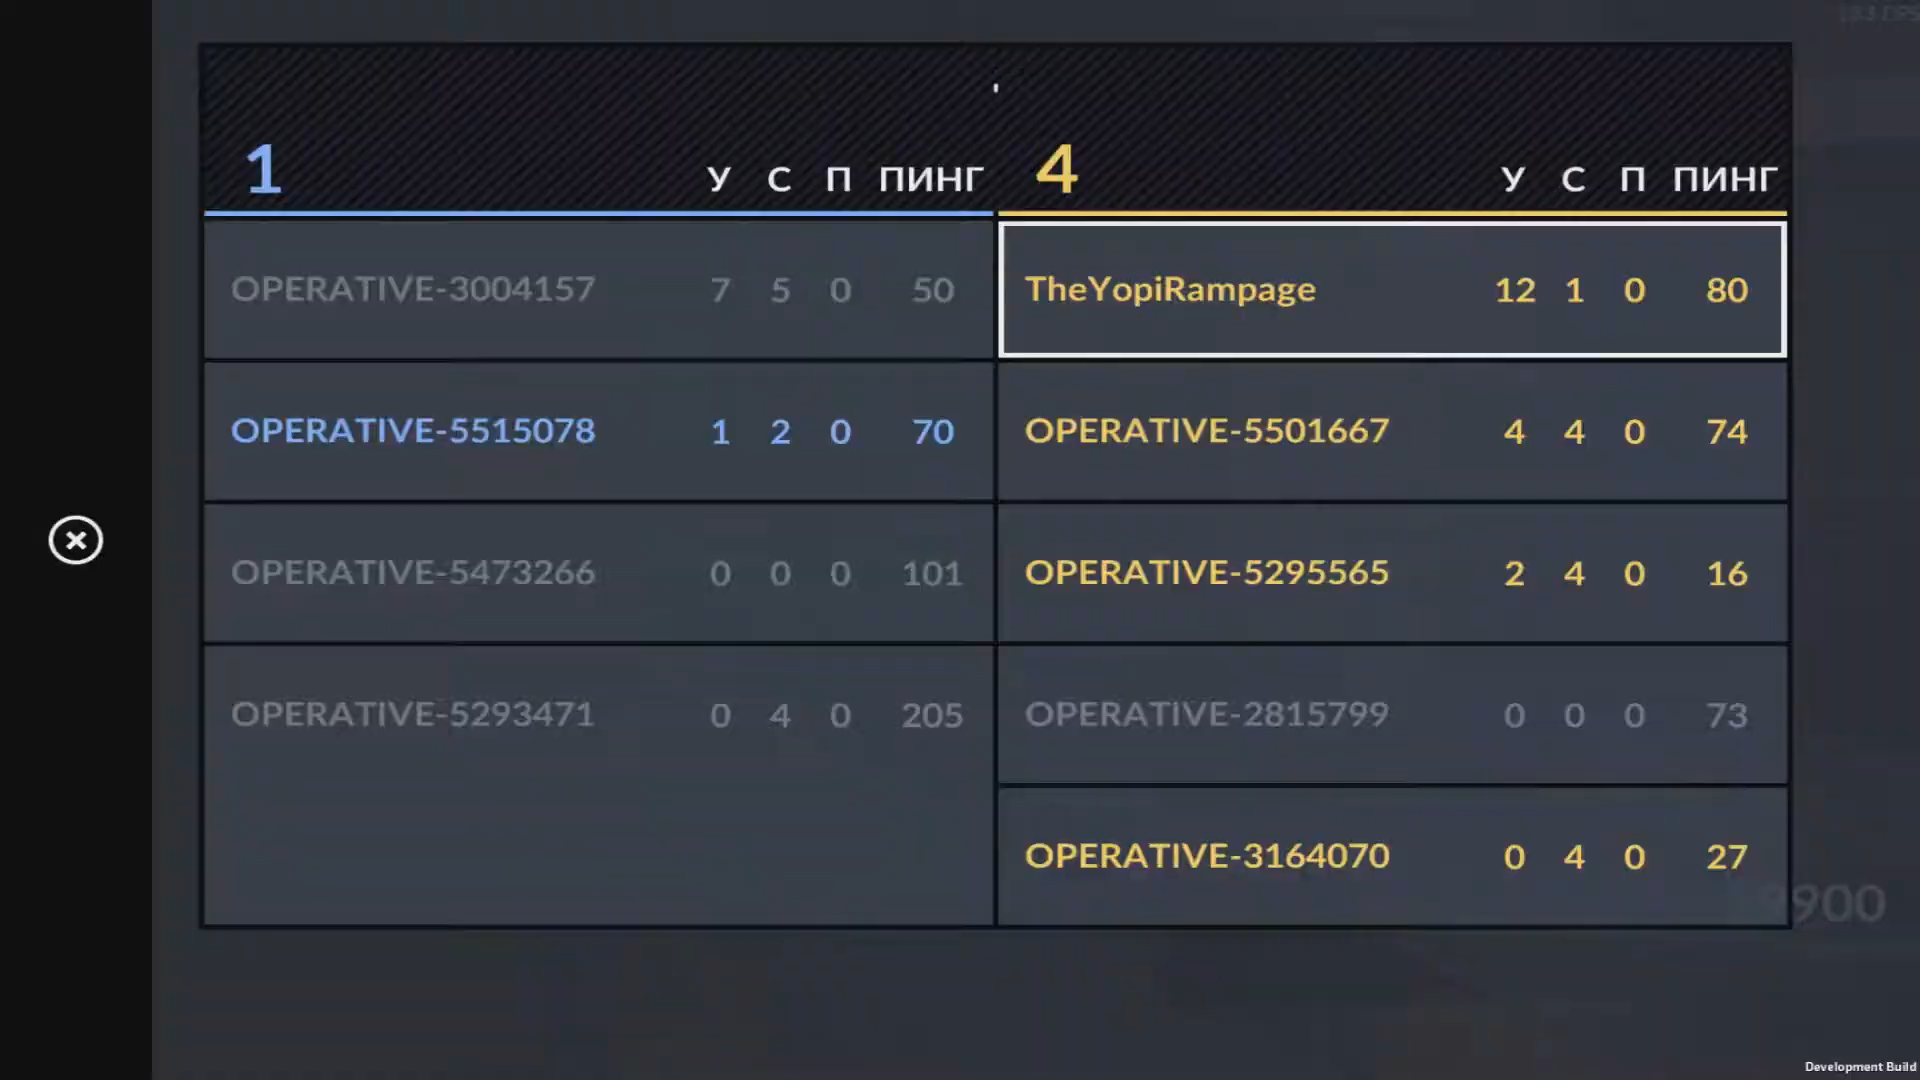 1 У С П ПИНГ
OPERATIVE-3004157 7 5 0 50
OPERATIVE-5515078 1 2 0 70
OPERATIVE-5473266 0 0 0 101
OPERATIVE-5293471 0 4 0 205
4 У С П ПИНГ
TheYopiRampage 12 1 0 80
OPERATIVE-5501667 4 4 0 74
OPERATIVE-5295565 2 4 0 16
OPERATIVE-2815799 0 0 0 73
OPERATIVE-3164070 0 4 0 27
Development Build